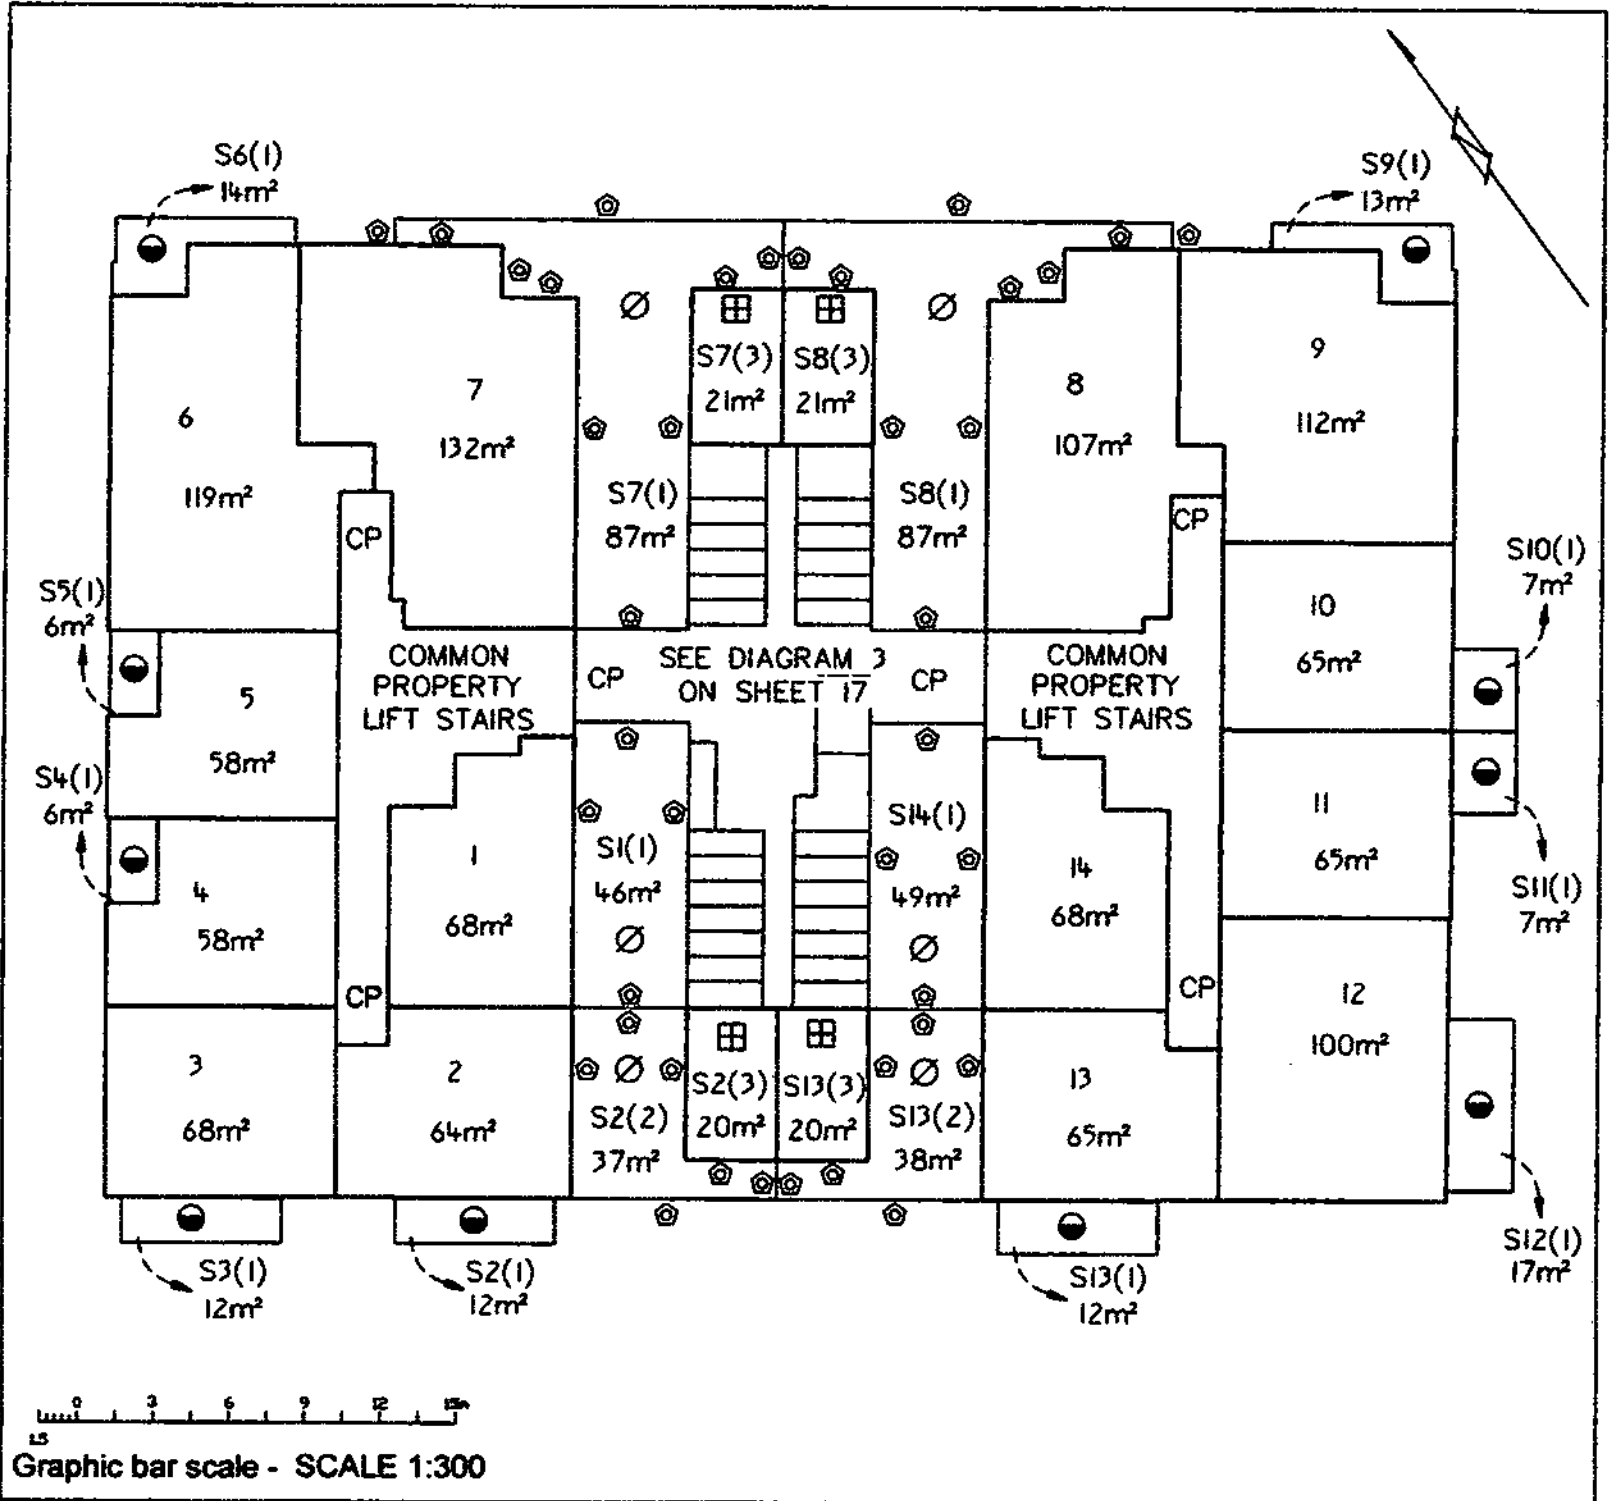 S6(1)
14m²
S9(1)
13m²
6
119m²
7
132m²
S7(3)
21m²
S8(3)
21m²
8
107m²
9
112m²
S7(1)
87m²
S8(1)
87m²
CP
CP
S5(1)
6m²
S10(1)
7m²
10
65m²
COMMON
PROPERTY
LIFT STAIRS
CP
SEE DIAGRAM 3
ON SHEET 17
CP
COMMON
PROPERTY
LIFT STAIRS
5
58m²
S4(1)
6m²
11
65m²
S11(1)
7m²
4
58m²
1
68m²
S1(1)
46m²
S14(1)
49m²
14
68m²
CP
CP
12
100m²
3
68m²
2
64m²
S2(2)
37m²
S2(3)
20m²
S13(3)
20m²
S13(2)
38m²
13
65m²
S3(1)
12m²
S2(1)
12m²
S13(1)
12m²
S12(1)
17m²
0 3 6 9 12 15m
1.5
Graphic bar scale - SCALE 1:300